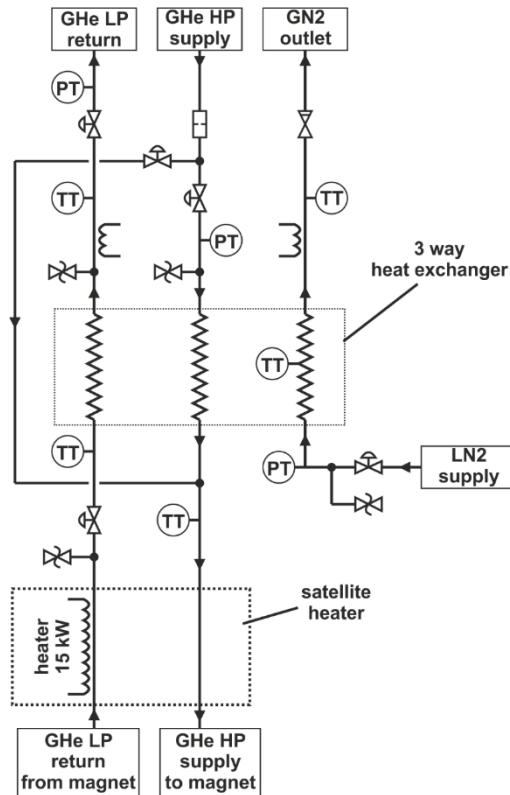 GHe LP
return
GHe HP
supply
GN2
outlet
PT
TT
PT
TT
3 way
heat exchanger
TT
TT
PT
LN2
supply
TT
satellite
heater
heater
15 kW
GHe LP
return
from magnet
GHe HP
supply
to magnet